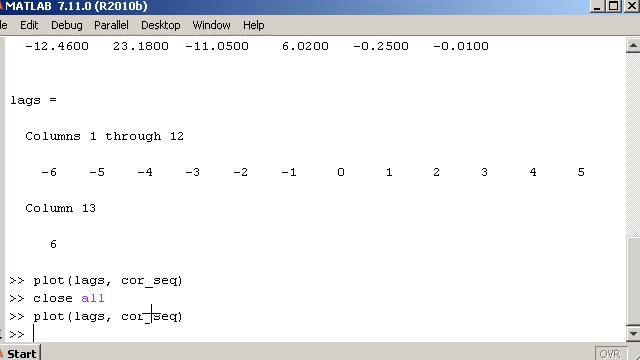 MATLAB 7.11.0 (R2010b)
Edit Debug Parallel Desktop Window Help
-12.4600 23.1800 -11.0500 6.0200 -0.2500 -0.0100
lags =
Columns 1 through 12
-6 -5 -4 -3 -2 -1 0 1 2 3 4 5
Column 13
6
>> plot(lags, cor_seq)
>> close all
>> plot(lags, cor_seq)
>>
Start OVR